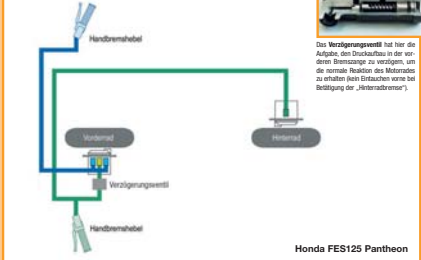 Handbremshebel
Das Verzögerungsventil hat hier die
Aufgabe, den Druckaufbau in der vor-
deren Bremszange zu verzögern, um
die normale Reaktion des Motorrades
zu erhalten (kein Eintauchen vorne bei
Betätigung der „Hinterradbremse“).
Vorderrad
Hinterrad
Verzögerungsventil
Handbremshebel
Honda FES125 Pantheon